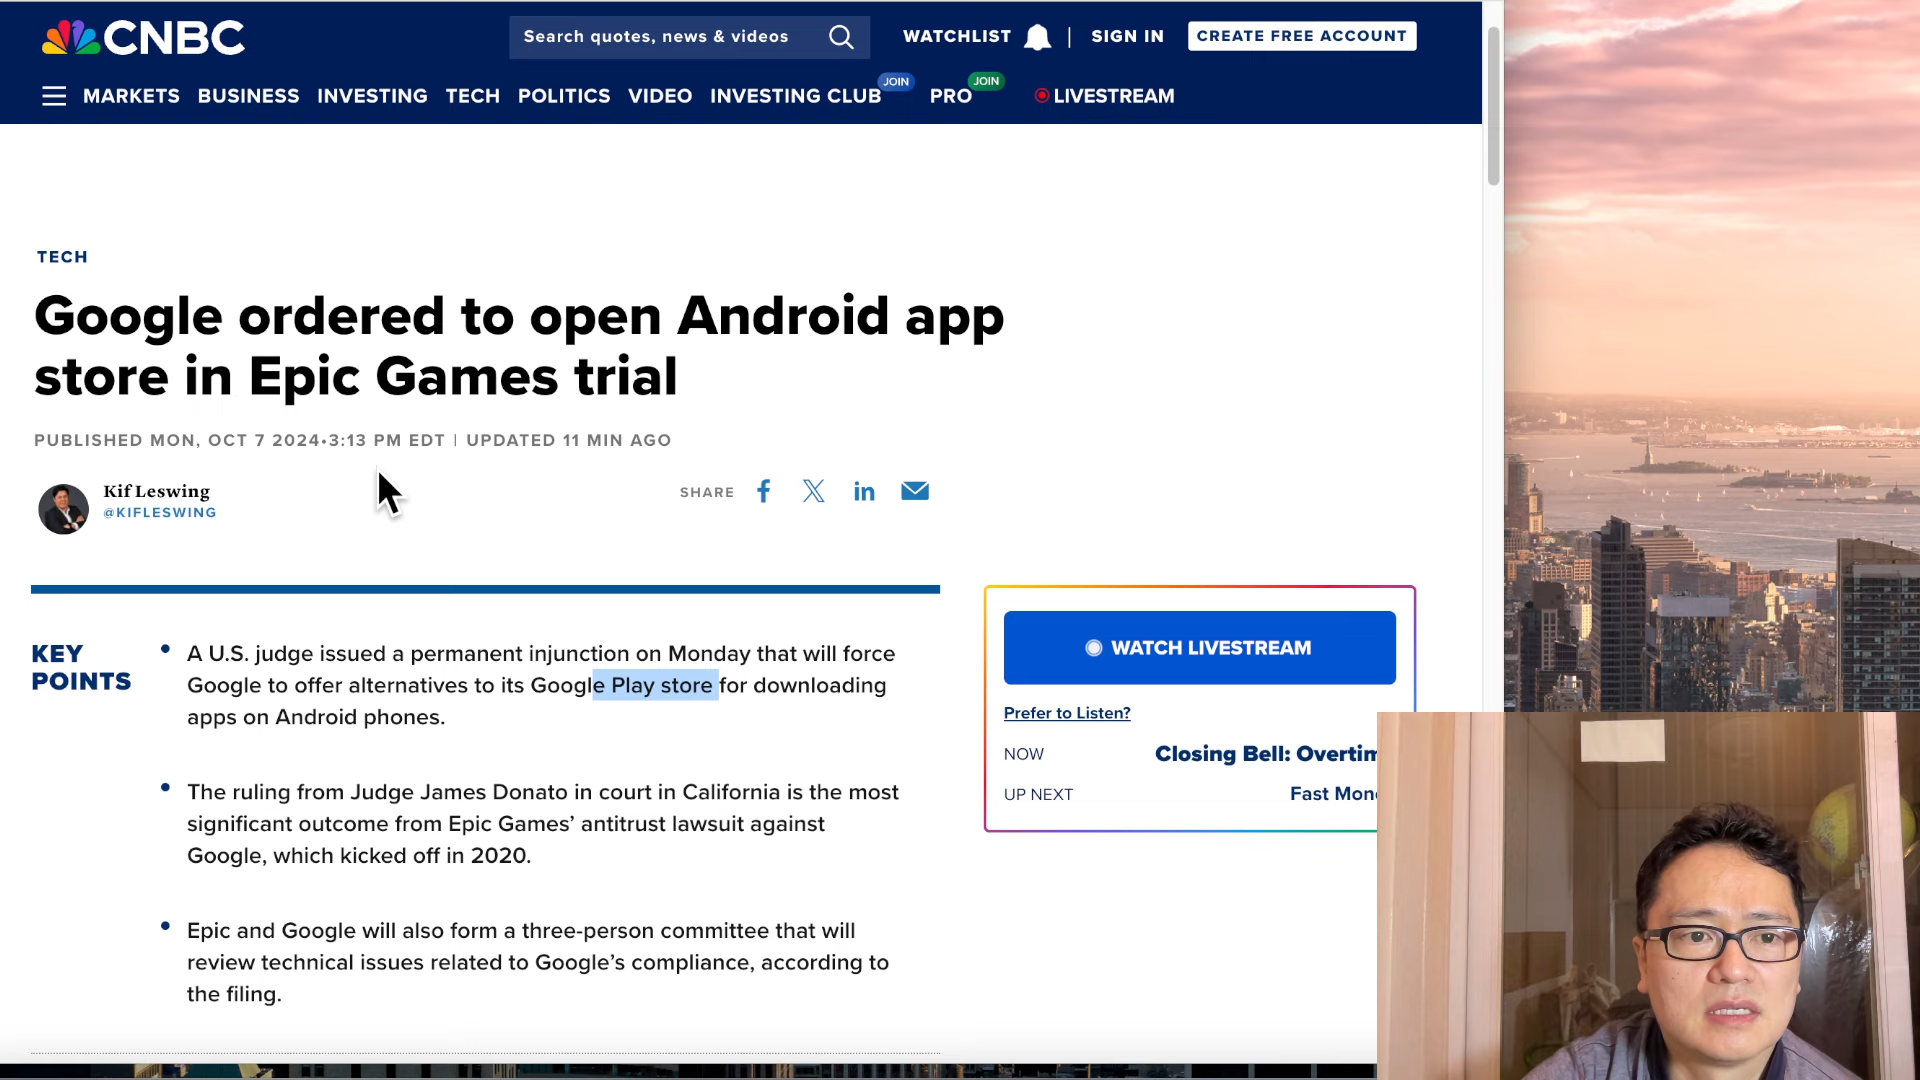 CNBC
Search quotes, news & videos
WATCHLIST | SIGN IN
CREATE FREE ACCOUNT
MARKETS BUSINESS INVESTING TECH POLITICS VIDEO INVESTING CLUB JOIN PRO JOIN LIVESTREAM
TECH
Google ordered to open Android app
store in Epic Games trial
PUBLISHED MON, OCT 7 2024•3:13 PM EDT | UPDATED 11 MIN AGO
Kif Leswing
@KIFLESWING
SHARE
KEY
POINTS
• A U.S. judge issued a permanent injunction on Monday that will force
Google to offer alternatives to its Google Play store for downloading
apps on Android phones.
• The ruling from Judge James Donato in court in California is the most
significant outcome from Epic Games’ antitrust lawsuit against
Google, which kicked off in 2020.
• Epic and Google will also form a three-person committee that will
review technical issues related to Google’s compliance, according to
the filing.
WATCH LIVESTREAM
Prefer to Listen?
NOW
Closing Bell: Overtim
UP NEXT
Fast Mon